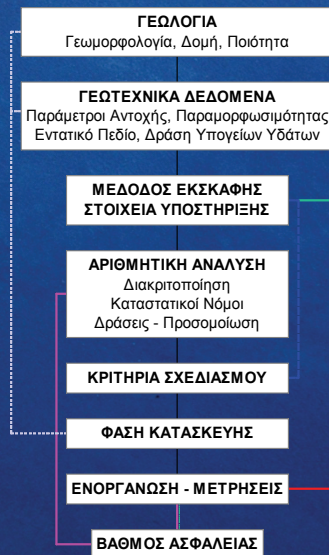 ΓΕΩΛΟΓΙΑ
Γεωμορφολογία, Δομή, Ποιότητα
ΓΕΩΤΕΧΝΙΚΑ ΔΕΔΟΜΕΝΑ
Παράμετροι Αντοχής, Παραμορφωσιμότητας
Εντατικό Πεδίο, Δράση Υπογείων Υδάτων
ΜΕΔΟΔΟΣ ΕΚΣΚΑΦΗΣ
ΣΤΟΙΧΕΙΑ ΥΠΟΣΤΗΡΙΞΗΣ
ΑΡΙΘΜΗΤΙΚΗ ΑΝΑΛΥΣΗ
Διακριτοποίηση
Καταστατικοί Νόμοι
Δράσεις - Προσομοίωση
ΚΡΙΤΗΡΙΑ ΣΧΕΔΙΑΣΜΟΥ
ΦΑΣΗ ΚΑΤΑΣΚΕΥΗΣ
ΕΝΟΡΓΑΝΩΣΗ - ΜΕΤΡΗΣΕΙΣ
ΒΑΘΜΟΣ ΑΣΦΑΛΕΙΑΣ